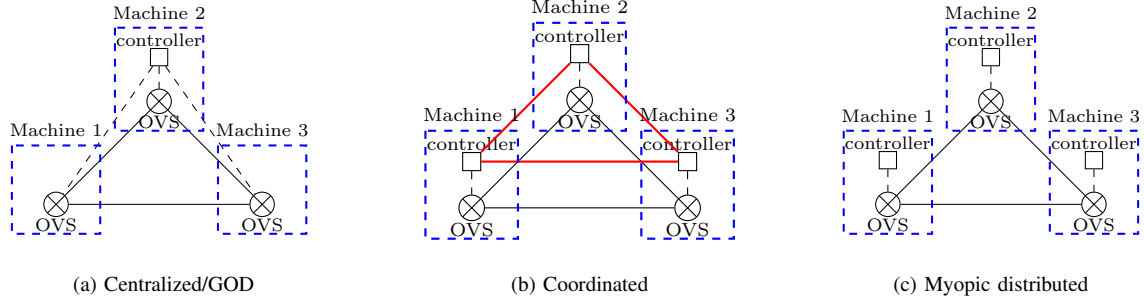 Machine 2
controller
OVS
Machine 1
Machine 3
OVS
OVS
(a) Centralized/GOD
Machine 2
controller
OVS
Machine 1
Machine 3
controller
controller
OVS
OVS
(b) Coordinated
Machine 2
controller
OVS
Machine 1
Machine 3
controller
controller
OVS
OVS
(c) Myopic distributed